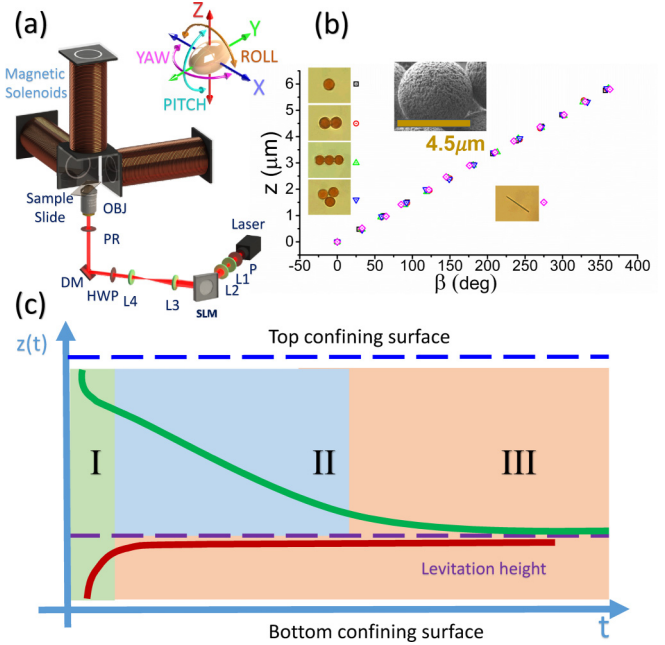 (a)
Z
Y
X
YAW
ROLL
PITCH
Magnetic
Solenoids
Sample
Slide
OBJ
PR
DM
HWP
L4
L3
SLM
L2
L1
P
Laser
(b)
z (μm)
6
5
4
3
2
1
0
4.5μm
-50 0 50 100 150 200 250 300 350 400
β (deg)
(c)
z(t)
Top confining surface
I
II
III
Levitation height
Bottom confining surface
t